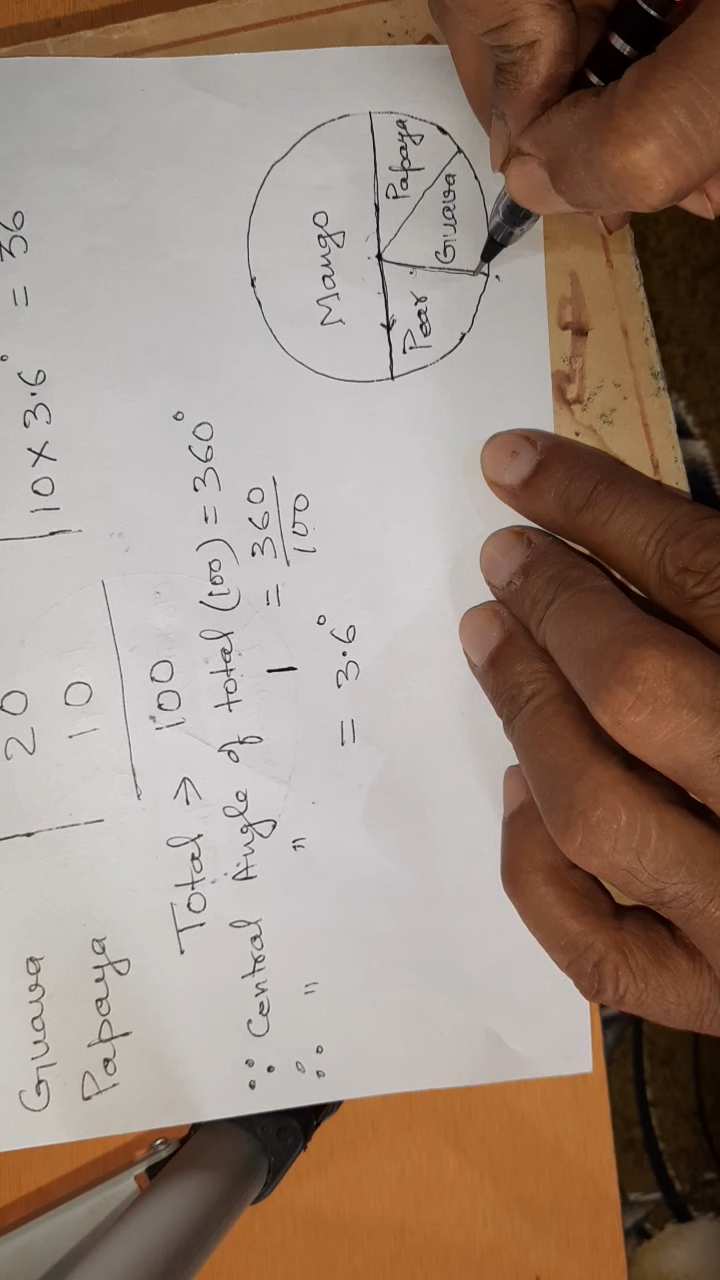 Guava 20
Papaya 10 10 X 3.6° = 36
Total > 100
∴ Central Angle of total (100) = 360°
∴ " " 1 = 360/100
= 3.6°
Mango
Papaya
Guava
Pear